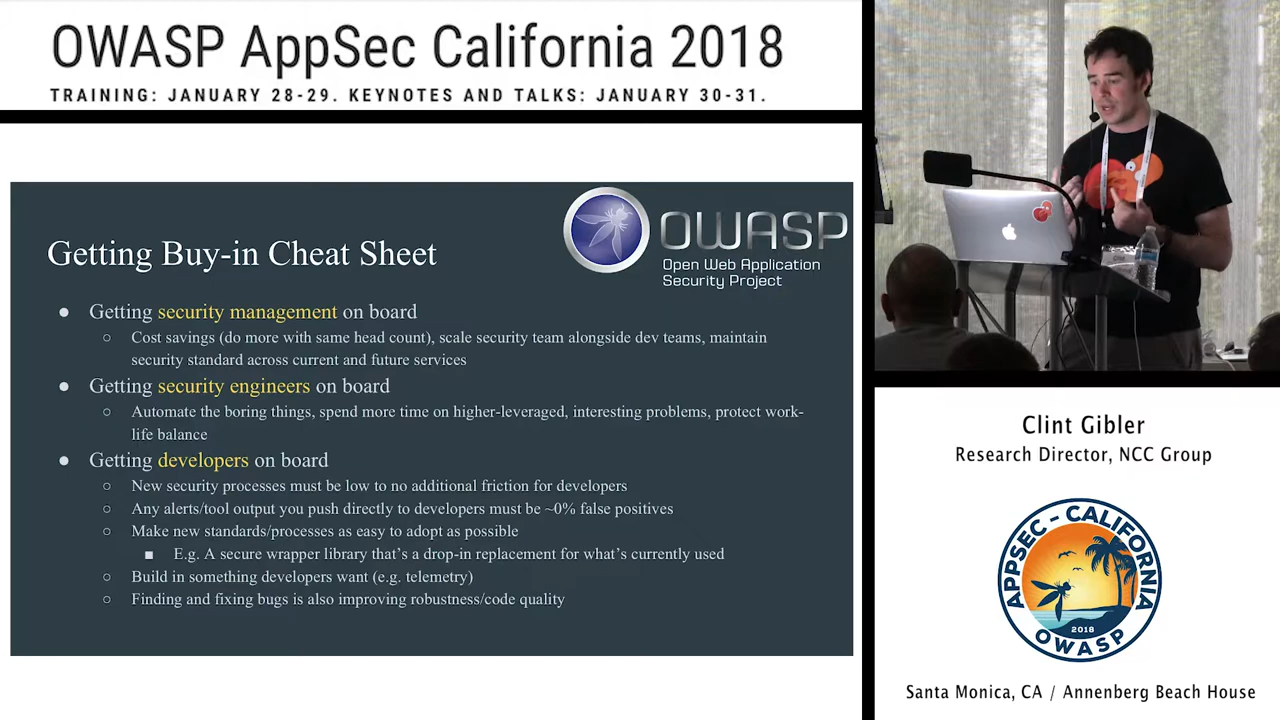 OWASP AppSec California 2018
TRAINING: JANUARY 28-29. KEYNOTES AND TALKS: JANUARY 30-31.
OWASP
Open Web Application
Security Project
Getting Buy-in Cheat Sheet
● Getting security management on board
○ Cost savings (do more with same head count), scale security team alongside dev teams, maintain
security standard across current and future services
● Getting security engineers on board
○ Automate the boring things, spend more time on higher-leveraged, interesting problems, protect work-
life balance
● Getting developers on board
○ New security processes must be low to no additional friction for developers
○ Any alerts/tool output you push directly to developers must be ~0% false positives
○ Make new standards/processes as easy to adopt as possible
■ E.g. A secure wrapper library that's a drop-in replacement for what's currently used
○ Build in something developers want (e.g. telemetry)
○ Finding and fixing bugs is also improving robustness/code quality
Clint Gibler
Research Director, NCC Group
APPSEC - CALIFORNIA
2018
OWASP
Santa Monica, CA / Annenberg Beach House